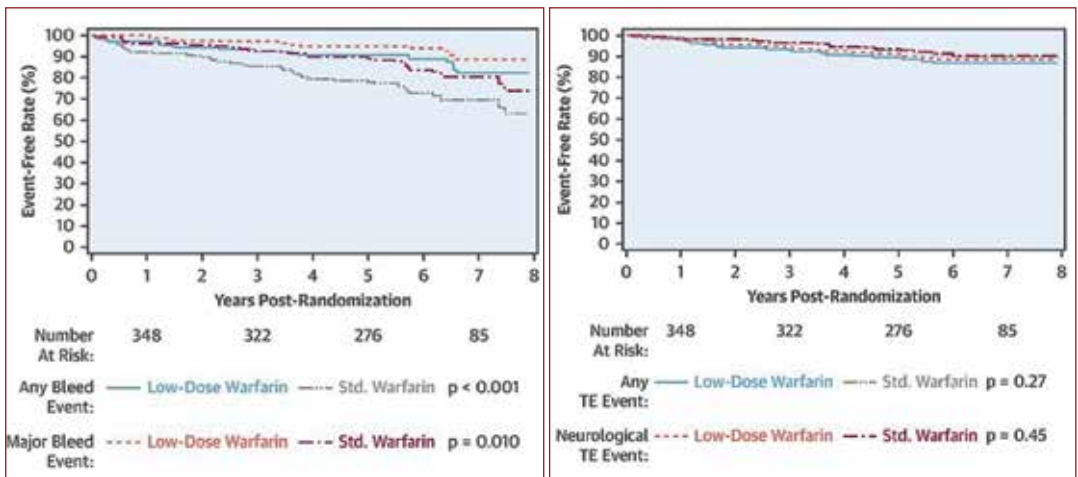 Event-Free Rate (%)
100
90
80
70
60
50
40
30
20
10
0
0 1 2 3 4 5 6 7 8
Years Post-Randomization
Number 348 322 276 85
At Risk:
Any Bleed Low-Dose Warfarin Std. Warfarin p < 0.001
Event:
Major Bleed Low-Dose Warfarin Std. Warfarin p = 0.010
Event:
Event-Free Rate (%)
100
90
80
70
60
50
40
30
20
10
0
0 1 2 3 4 5 6 7 8
Years Post-Randomization
Number 348 322 276 85
At Risk:
Any Low-Dose Warfarin Std. Warfarin p = 0.27
TE Event:
Neurological Low-Dose Warfarin Std. Warfarin p = 0.45
TE Event: